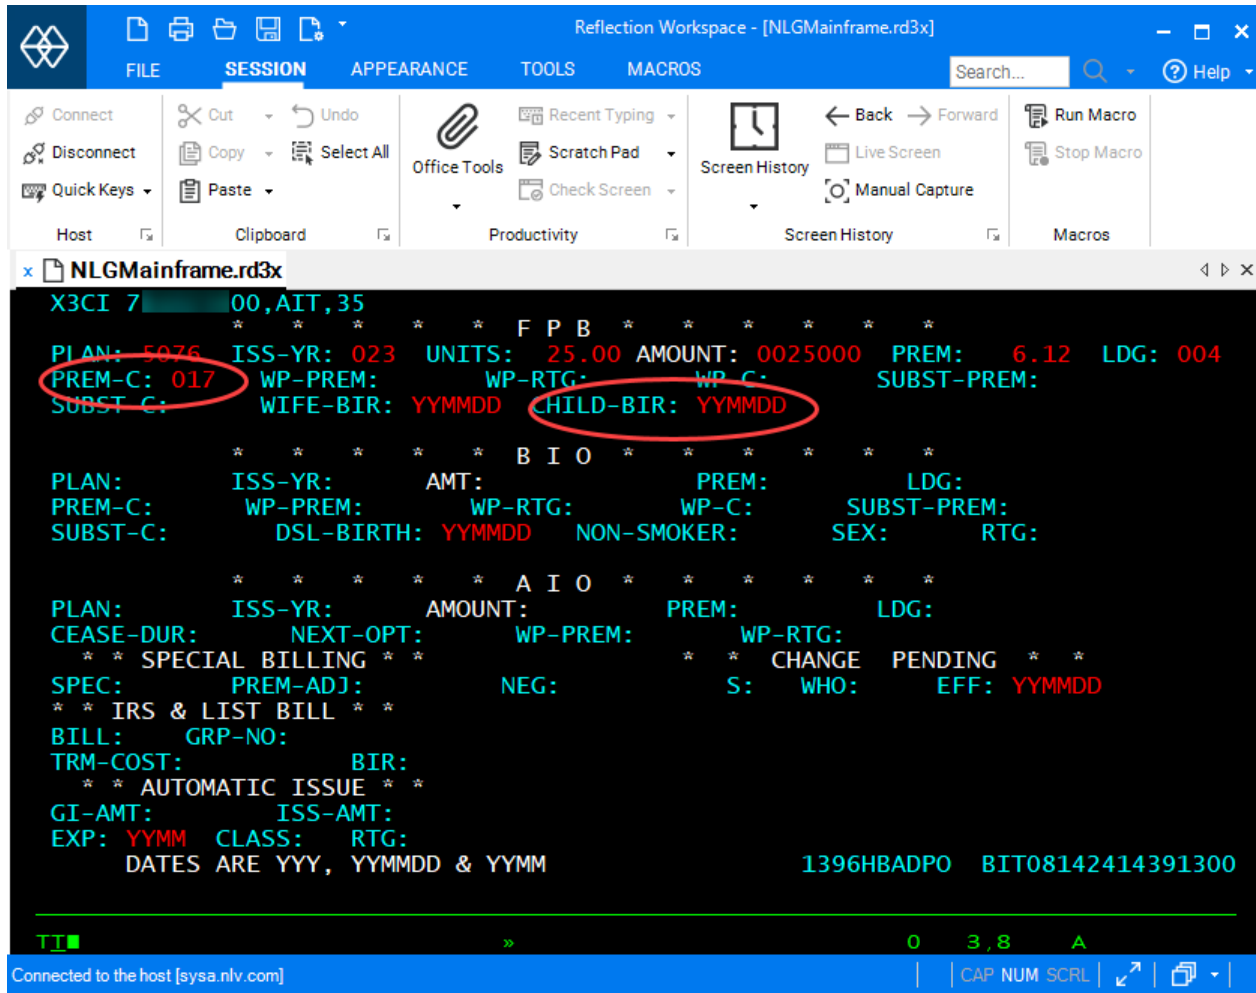 Reflection Workspace - [NLGMainframe.rd3x]
FILE SESSION APPEARANCE TOOLS MACROS Search... Help
Connect Cut Undo Recent Typing Back Forward Run Macro
Disconnect Copy Select All Office Tools Scratch Pad Screen History Live Screen Stop Macro
Quick Keys Paste Check Screen Manual Capture
Host Clipboard Productivity Screen History Macros
x NLGMainframe.rd3x
X3CI 7 00,AIT,35
* * * * * F P B * * * * * *
PLAN: 5076 ISS-YR: 023 UNITS: 25.00 AMOUNT: 0025000 PREM: 6.12 LDG: 004
PREM-C: 017 WP-PREM: WP-RTG: WP-C: SUBST-PREM:
SUBST-C: WIFE-BIR: YYMMDD CHILD-BIR: YYMMDD
* * * * * B I O * * * * * *
PLAN: ISS-YR: AMT: PREM: LDG:
PREM-C: WP-PREM: WP-RTG: WP-C: SUBST-PREM:
SUBST-C: DSL-BIRTH: YYMMDD NON-SMOKER: SEX: RTG:
* * * * * A I O * * * * * *
PLAN: ISS-YR: AMOUNT: PREM: LDG:
CEASE-DUR: NEXT-OPT: WP-PREM: WP-RTG:
* * SPECIAL BILLING * * * * CHANGE PENDING * *
SPEC: PREM-ADJ: NEG: S: WHO: EFF: YYMMDD
* * IRS & LIST BILL * *
BILL: GRP-NO:
TRM-COST: BIR:
* * AUTOMATIC ISSUE * *
GI-AMT: ISS-AMT:
EXP: YYMM CLASS: RTG:
DATES ARE YYY, YYMMDD & YYMM 1396HBADPO BIT08142414391300
TT » 0 3,8 A
Connected to the host [sysa.nlv.com] CAP NUM SCRL